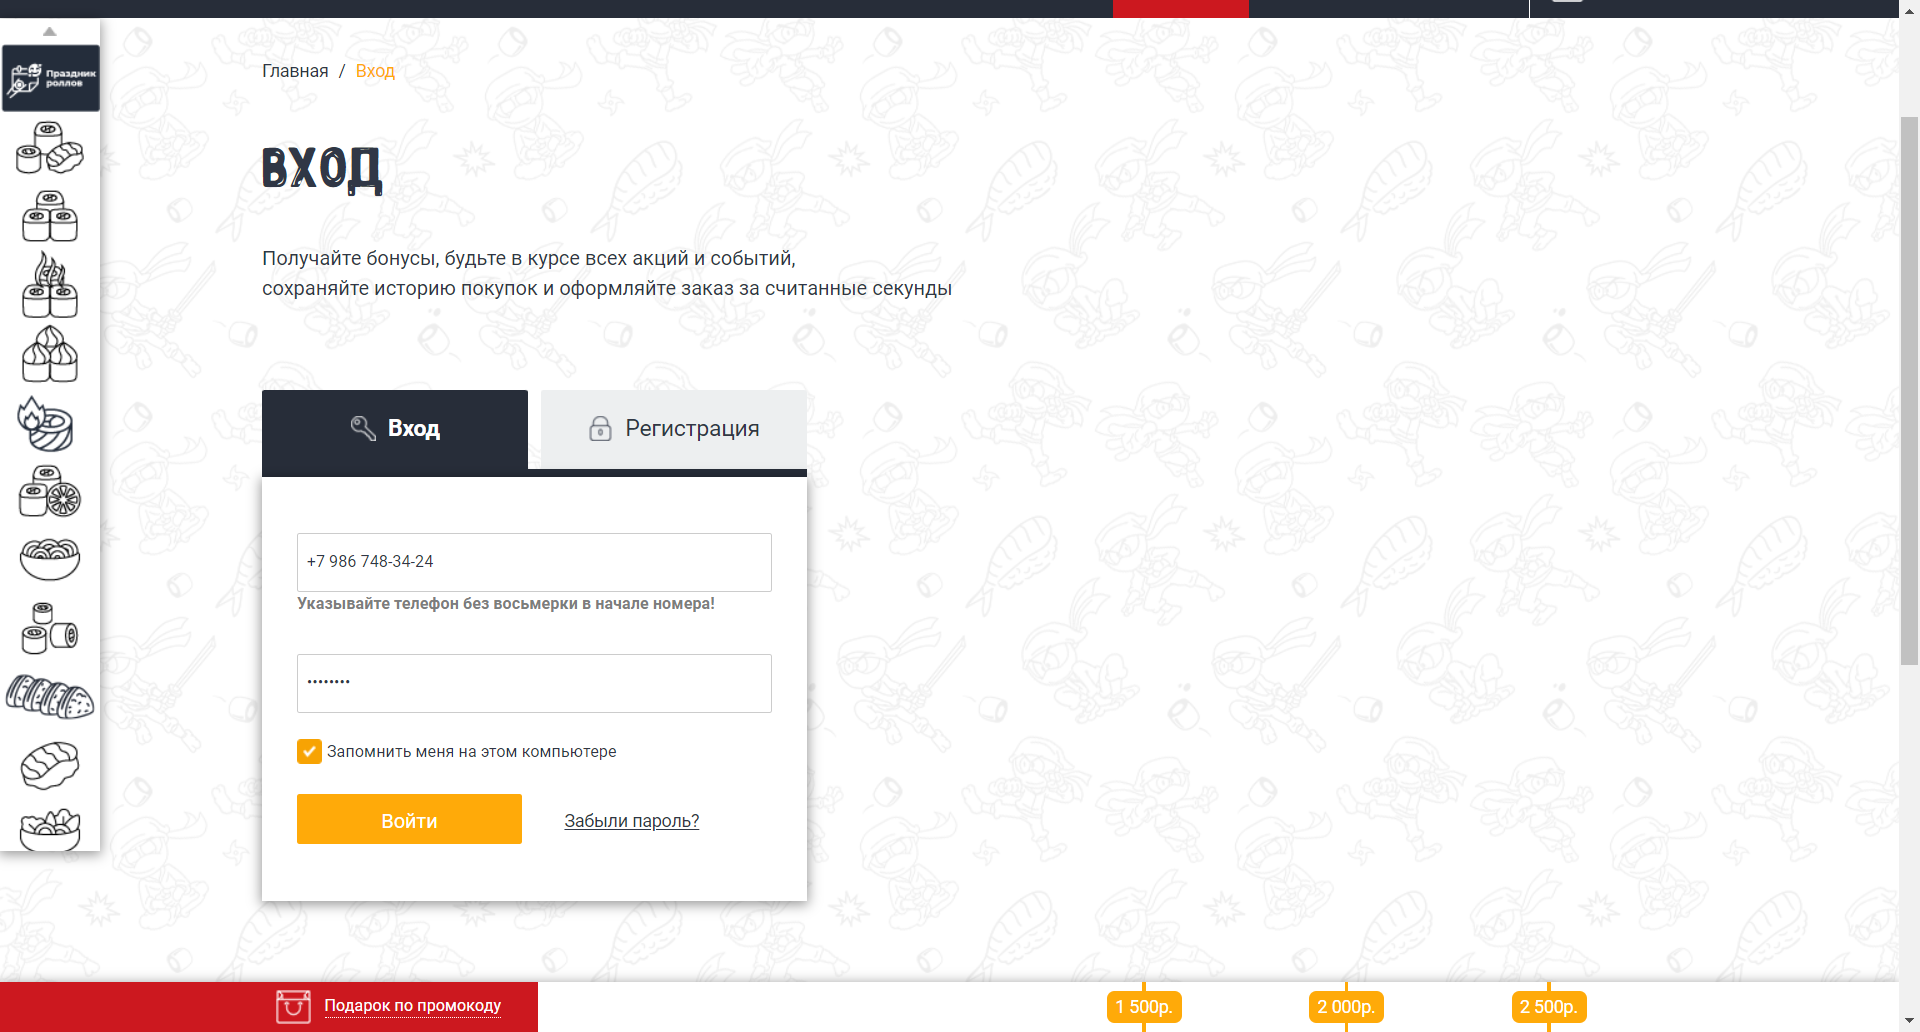 Праздник
роллов
Главная / Вход
ВХОД
Получайте бонусы, будьте в курсе всех акций и событий,
сохраняйте историю покупок и оформляйте заказ за считанные секунды
Вход
Регистрация
+7 986 748-34-24
Указывайте телефон без восьмерки в начале номера!
••••••••
Запомнить меня на этом компьютере
Войти
Забыли пароль?
Подарок по промокоду
1 500р.
2 000р.
2 500р.